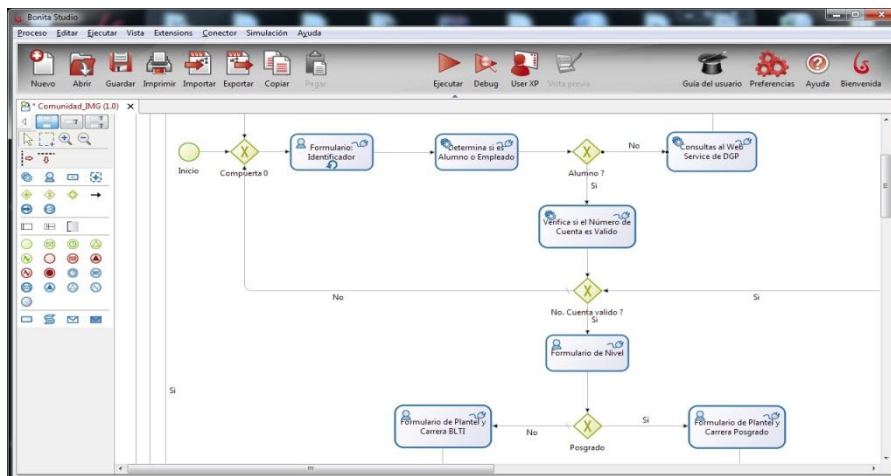 Bonita Studio
Proceso Editar Ejecutar Vista Extensions Conector Simulación Ayuda
Nuevo Abrir Guardar Imprimir Importar Exportar Copiar Pegar Ejecutar Debug User XP Vista previa Guía del usuario Preferencias Ayuda Bienvenida
* Comunidad_IMG (1.0)
Inicio
Compuerta 0
Formulario:
Identificador
Determina si es
Alumno o Empleado
Alumno ?
No
Consultas al Web
Service de DGP
Si
Verifica si el Número de
Cuenta es Valido
No
Si
No. Cuenta valido ?
Si
Formulario de Nivel
Si
Formulario de Plantel y
Carrera BLTI
No
Posgrado
Si
Formulario de Plantel y
Carrera Posgrado